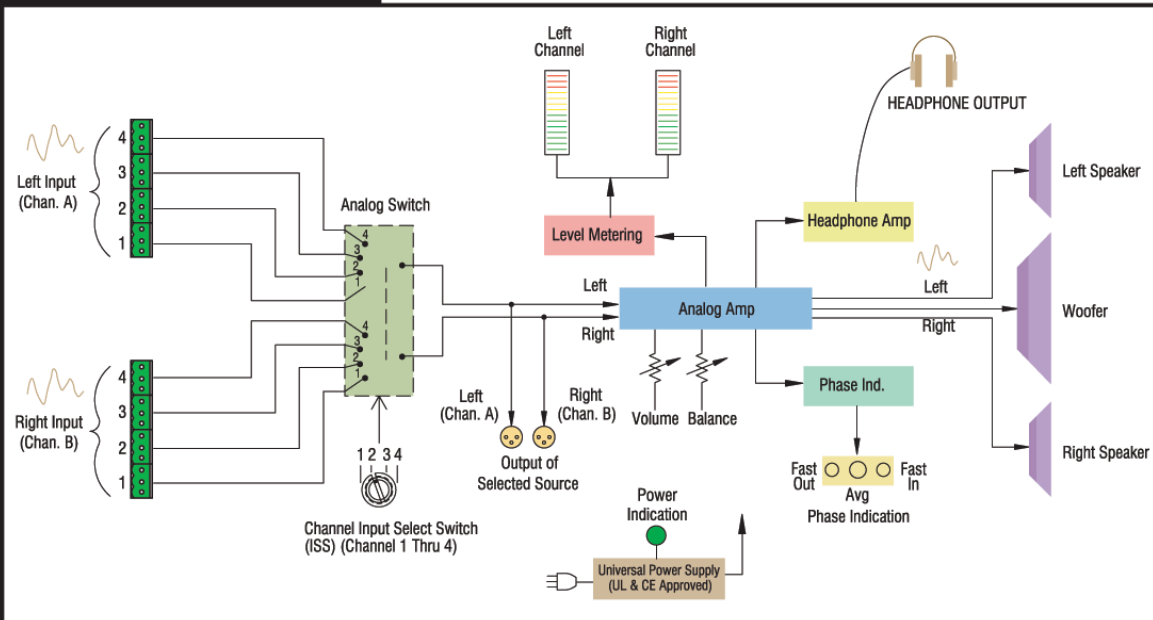 Left
Channel
Right
Channel
HEADPHONE OUTPUT
4
3
2
1
Left Input
(Chan. A)
Analog Switch
4
3
2
1
Level Metering
Headphone Amp
Left Speaker
Left
Right
Analog Amp
Left
Right
Woofer
4
3
2
1
4
3
2
1
Right Input
(Chan. B)
Left
(Chan. A)
Right
(Chan. B)
Volume
Balance
Phase Ind.
Right Speaker
1 2 3 4
Output of
Selected Source
Fast
Out
Fast
In
Avg
Phase Indication
Channel Input Select Switch
(ISS) (Channel 1 Thru 4)
Power
Indication
Universal Power Supply
(UL & CE Approved)